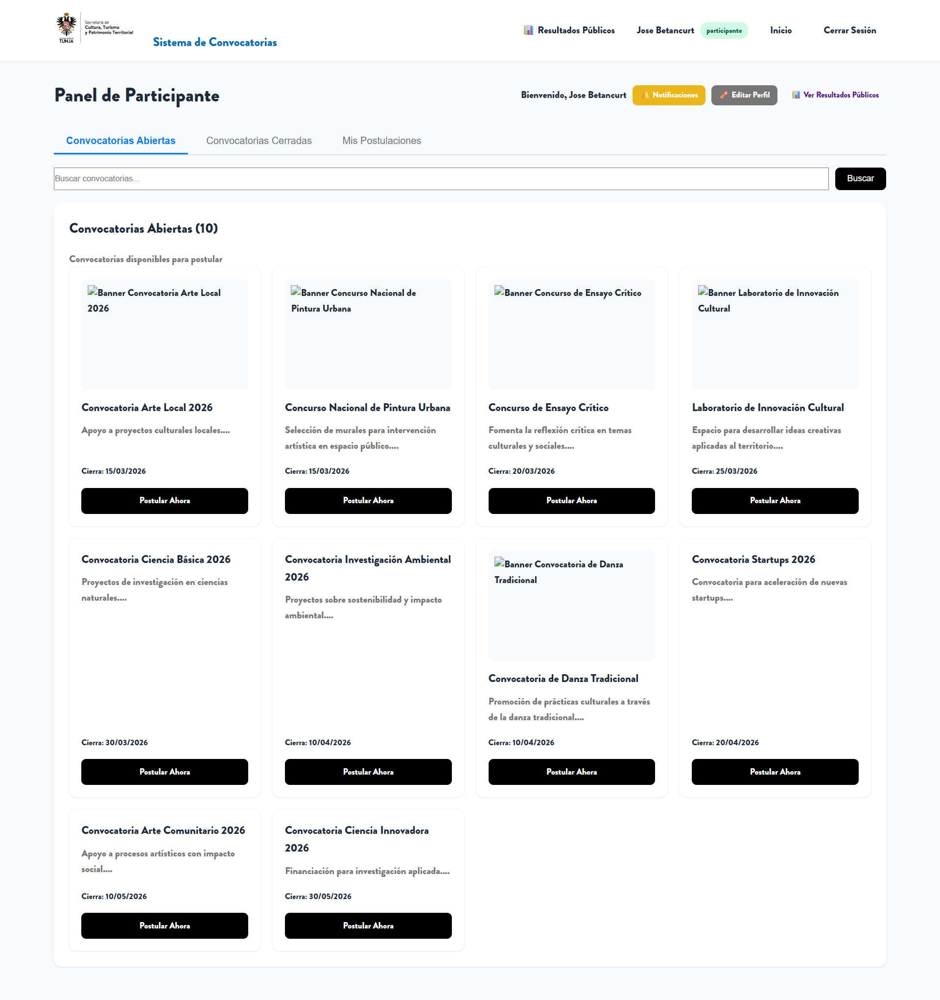 Secretaría de
Cultura, Turismo
y Patrimonio Territorial
TUNJA
Sistema de Convocatorias
Resultados Públicos
Jose Betancurt
participante
Inicio
Cerrar Sesión
Panel de Participante
Bienvenido, Jose Betancurt
Notificaciones
Editar Perfil
Ver Resultados Públicos
Convocatorias Abiertas
Convocatorias Cerradas
Mis Postulaciones
Buscar convocatorias...
Buscar
Convocatorias Abiertas (10)
Convocatorias disponibles para postular
Banner Convocatoria Arte Local
2026
Convocatoria Arte Local 2026
Apoyo a proyectos culturales locales....
Cierra: 15/03/2026
Postular Ahora
Banner Concurso Nacional de
Pintura Urbana
Concurso Nacional de Pintura Urbana
Selección de murales para intervención
artística en espacio público....
Cierra: 15/03/2026
Postular Ahora
Banner Concurso de Ensayo Crítico
Concurso de Ensayo Crítico
Fomenta la reflexión crítica en temas
culturales y sociales....
Cierra: 20/03/2026
Postular Ahora
Banner Laboratorio de Innovación
Cultural
Laboratorio de Innovación Cultural
Espacio para desarrollar ideas creativas
aplicadas al territorio....
Cierra: 25/03/2026
Postular Ahora
Convocatoria Ciencia Básica 2026
Proyectos de investigación en ciencias
naturales....
Cierra: 30/03/2026
Postular Ahora
Convocatoria Investigación Ambiental
2026
Proyectos sobre sostenibilidad y impacto
ambiental....
Cierra: 10/04/2026
Postular Ahora
Banner Convocatoria de Danza
Tradicional
Convocatoria de Danza Tradicional
Promoción de prácticas culturales a través
de la danza tradicional....
Cierra: 10/04/2026
Postular Ahora
Convocatoria Startups 2026
Convocatoria para aceleración de nuevas
startups....
Cierra: 20/04/2026
Postular Ahora
Convocatoria Arte Comunitario 2026
Apoyo a procesos artísticos con impacto
social....
Cierra: 10/05/2026
Postular Ahora
Convocatoria Ciencia Innovadora
2026
Financiación para investigación aplicada....
Cierra: 30/05/2026
Postular Ahora